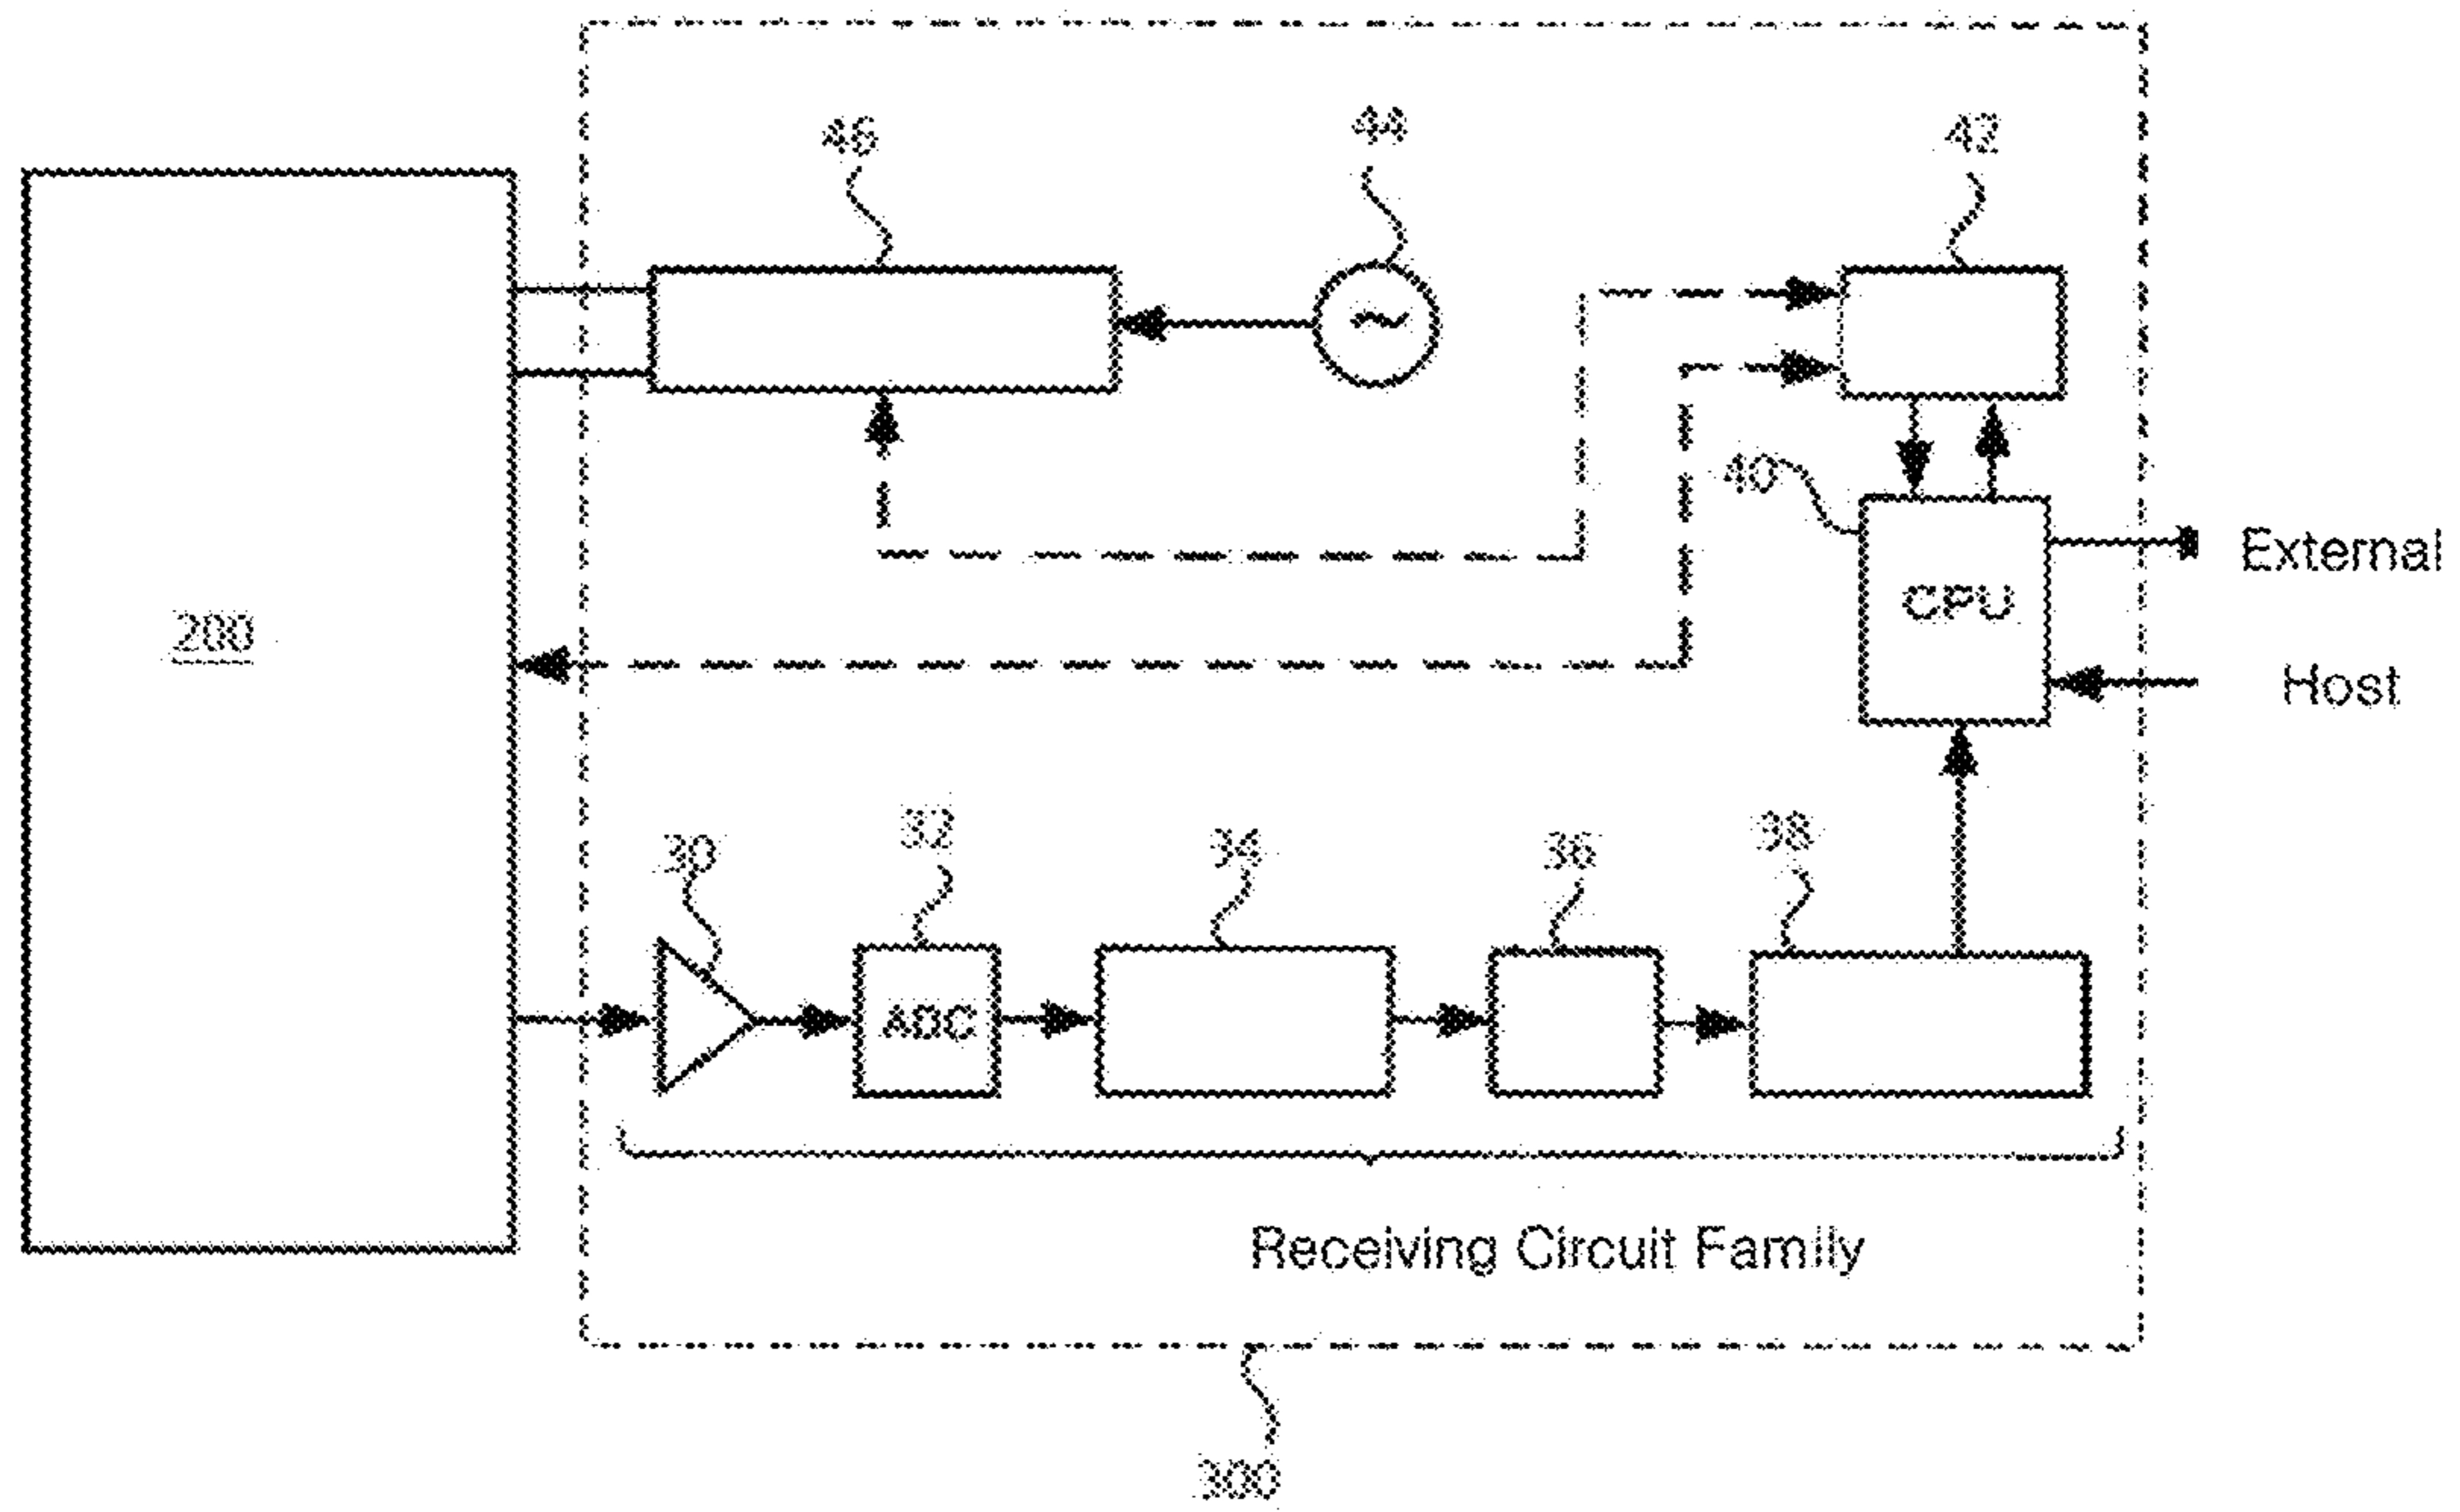 46
44
42
40
External
CPU
200
Host
30
32
34
36
38
ADC
Receiving Circuit Family
300